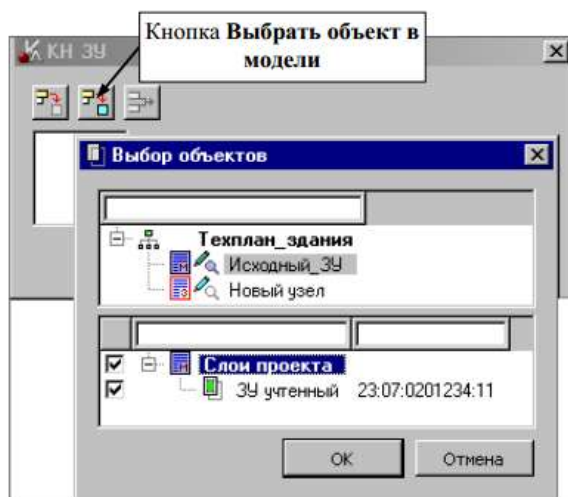 Кнопка Выбрать объект в
модели
КН ЗУ
Выбор объектов
Техплан_здания
Исходный_ЗУ
Новый узел
Слои проекта
ЗУ учтенный 23:07:0201234:11
ОК
Отмена